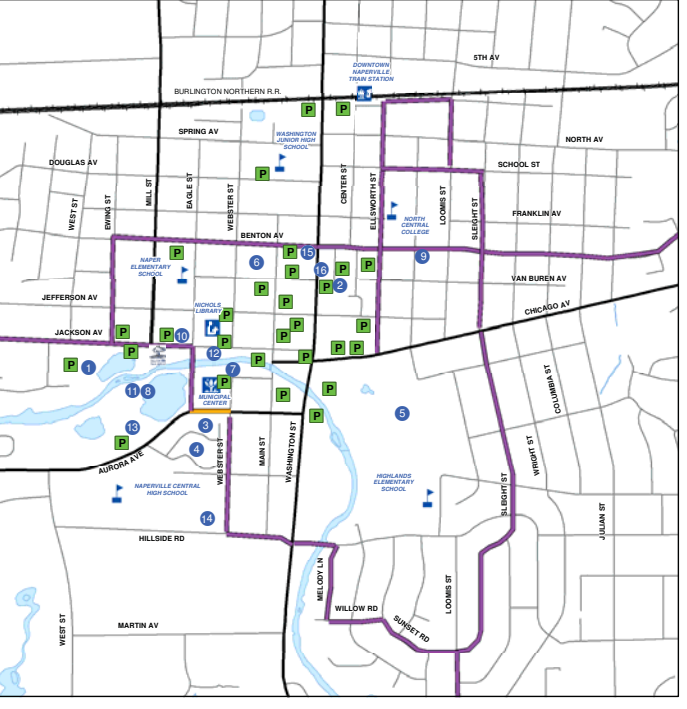 5TH AV
DOWNTOWN
NAPERVILLE
TRAIN STATION
BURLINGTON NORTHERN R.R.
P
P
SPRING AV
WASHINGTON
JUNIOR HIGH
SCHOOL
NORTH AV
DOUGLAS AV
SCHOOL ST
P
MILL ST
EAGLE ST
WEBSTER ST
CENTER ST
ELLSWORTH ST
LOOMIS ST
SLEIGHT ST
WEST ST
EWING ST
NORTH
CENTRAL
COLLEGE
FRANKLIN AV
BENTON AV
P
P
15
9
NAPER
ELEMENTARY
SCHOOL
6
P
16
P
P
P
2
P
VAN BUREN AV
JEFFERSON AV
P
NICHOLS
LIBRARY
P
CHICAGO AV
JACKSON AV
P
P
10
P
P
P
P
12
P
P
P
P
P
P
1
7
COLUMBIA ST
11
8
P
P
P
MUNICIPAL
CENTER
5
P
13
3
P
4
AURORA AVE
WEBSTER ST
MAIN ST
WASHINGTON ST
WRIGHT ST
NAPERVILLE CENTRAL
HIGH SCHOOL
HIGHLANDS
ELEMENTARY
SCHOOL
SLEIGHT ST
14
JULIAN ST
HILLSIDE RD
MELODY LN
LOOMIS ST
WILLOW RD
WEST ST
MARTIN AV
SUNSET RD